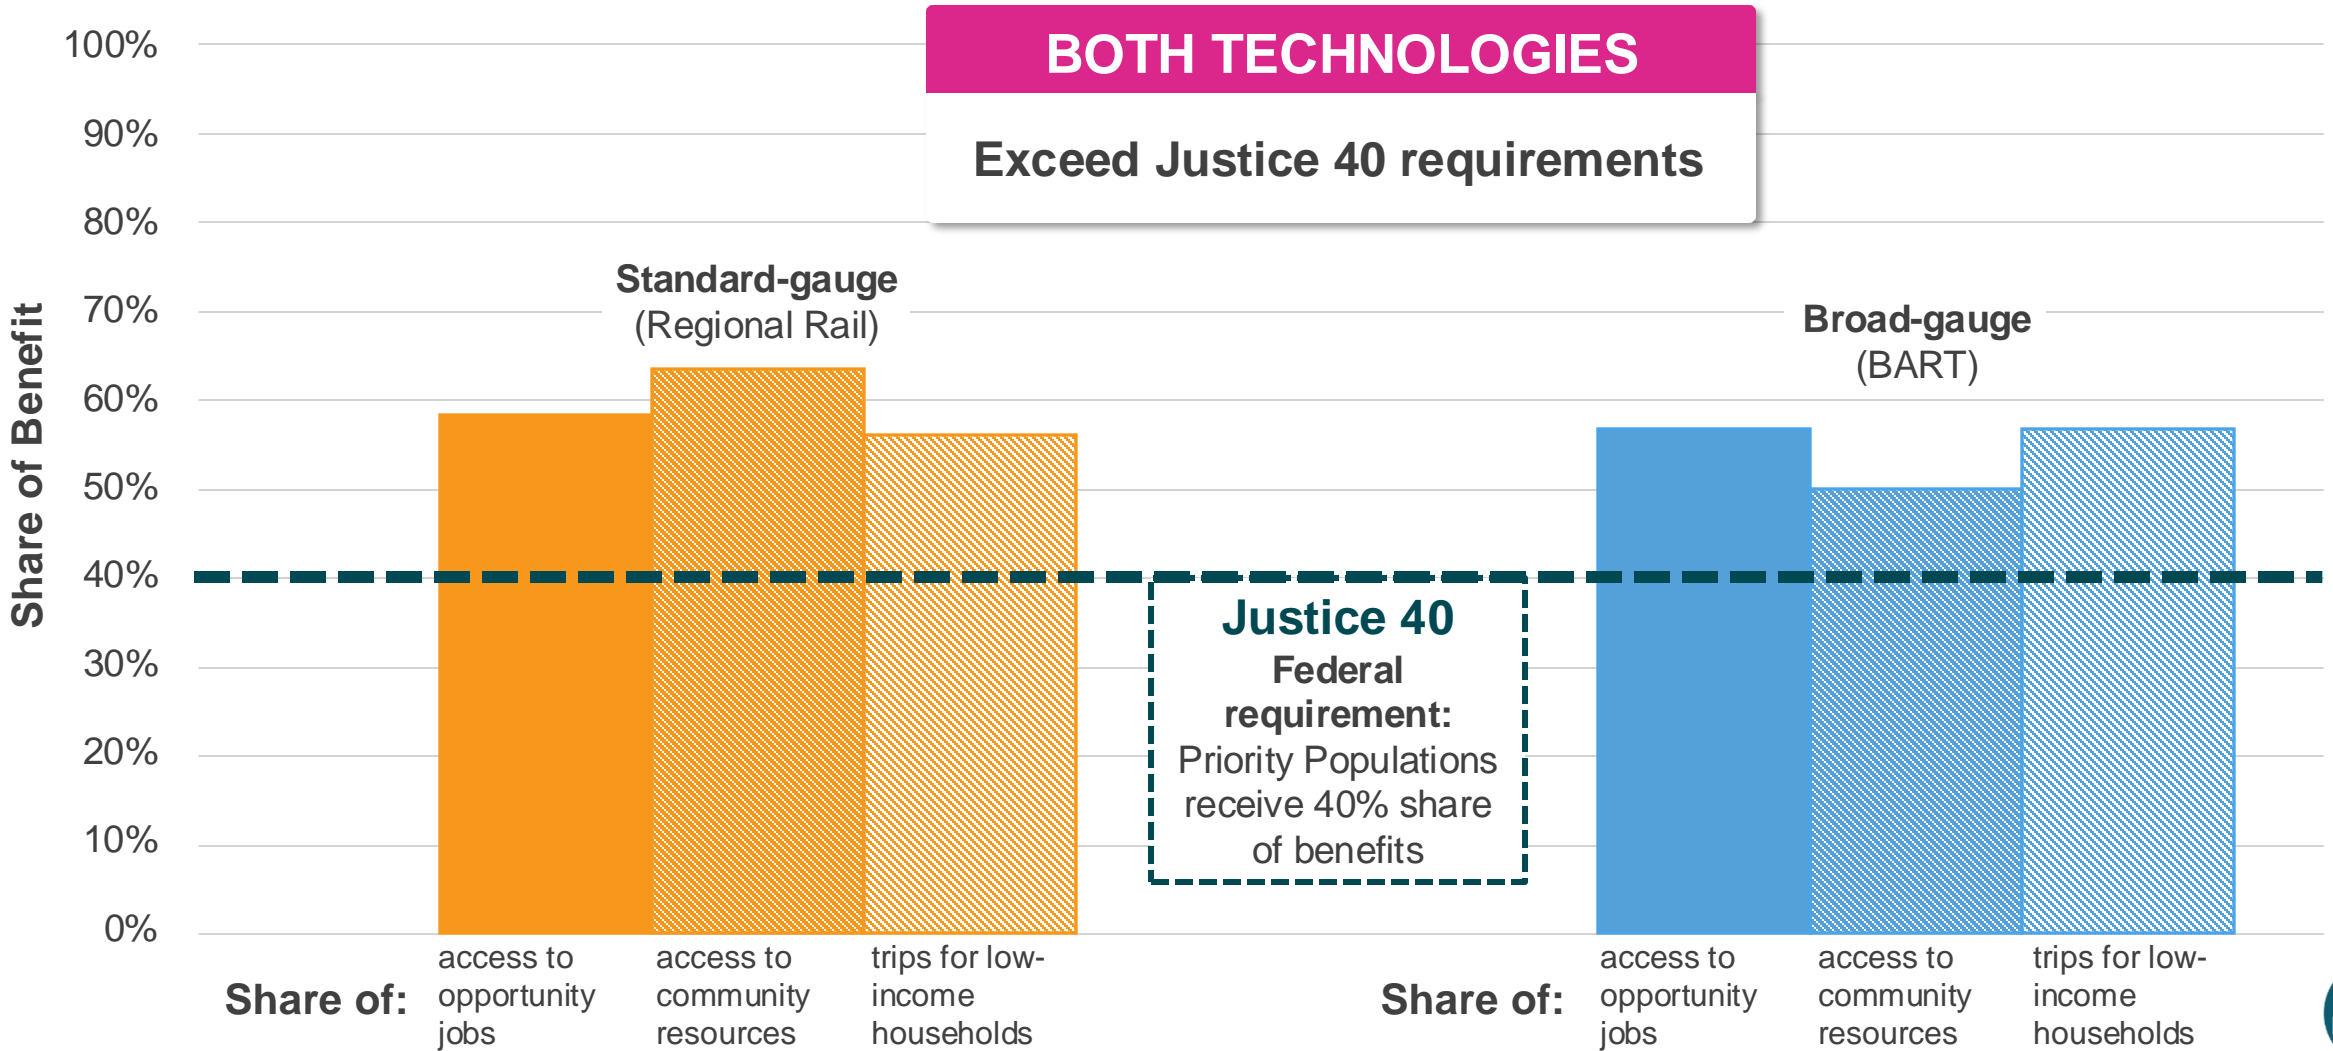 BOTH TECHNOLOGIES
Exceed Justice 40 requirements
Share of Benefit
100%
90%
80%
70%
60%
50%
40%
30%
20%
10%
0%
Standard-gauge
(Regional Rail)
Broad-gauge
(BART)
Justice 40
Federal
requirement:
Priority Populations
receive 40% share
of benefits
Share of:
access to
opportunity
jobs
access to
community
resources
trips for low-
income
households
Share of:
access to
opportunity
jobs
access to
community
resources
trips for low-
income
households